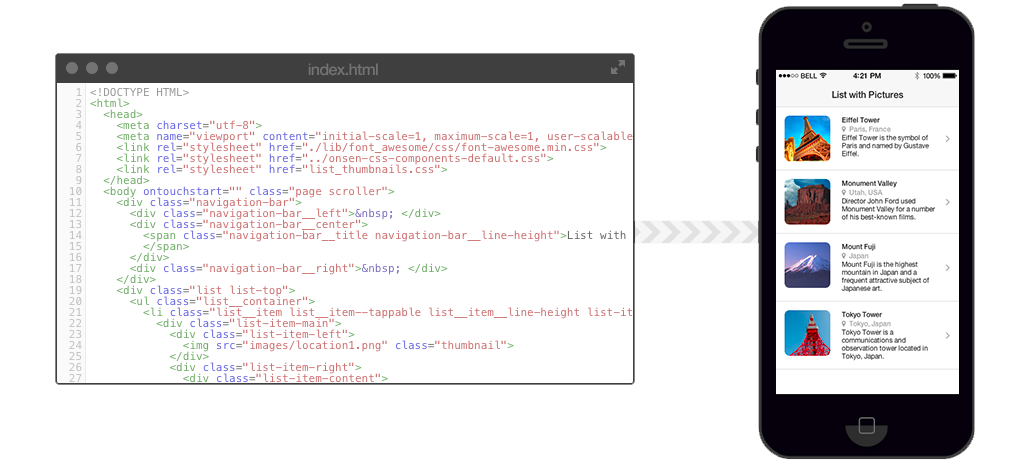 index.html
1 <!DOCTYPE HTML>
2 <html>
3 <head>
4 <meta charset="utf-8">
5 <meta name="viewport" content="initial-scale=1, maximum-scale=1, user-scalable
6 <link rel="stylesheet" href="./lib/font_awesome/css/font-awesome.min.css">
7 <link rel="stylesheet" href="../onsen-css-components-default.css">
8 <link rel="stylesheet" href="list_thumbnails.css">
9 </head>
10 <body ontouchstart="" class="page scroller">
11 <div class="navigation-bar">
12 <div class="navigation-bar__left">&nbsp; </div>
13 <div class="navigation-bar__center">
14 <span class="navigation-bar__title navigation-bar__line-height">List with
15 </span>
16 </div>
17 <div class="navigation-bar__right">&nbsp; </div>
18 </div>
19 <div class="list list-top">
20 <ul class="list__container">
21 <li class="list__item list__item--tappable list__item__line-height list-it
22 <div class="list-item-main">
23 <div class="list-item-left">
24 <img src="images/location1.png" class="thumbnail">
25 </div>
26 <div class="list-item-right">
27 <div class="list-item-content">
BELL 4:21 PM 100%
List with Pictures
Eiffel Tower
Paris, France
Eiffel Tower is the symbol of
Paris and named by Gustave
Eiffel.
Monument Valley
Utah, USA
Director John Ford used
Monument Valley for a number
of his best-known films.
Mount Fuji
Japan
Mount Fuji is the highest
mountain in Japan and a
frequent attractive subject of
Japanese art.
Tokyo Tower
Tokyo, Japan
Tokyo Tower is a
communications and
observation tower located in
Tokyo, Japan.